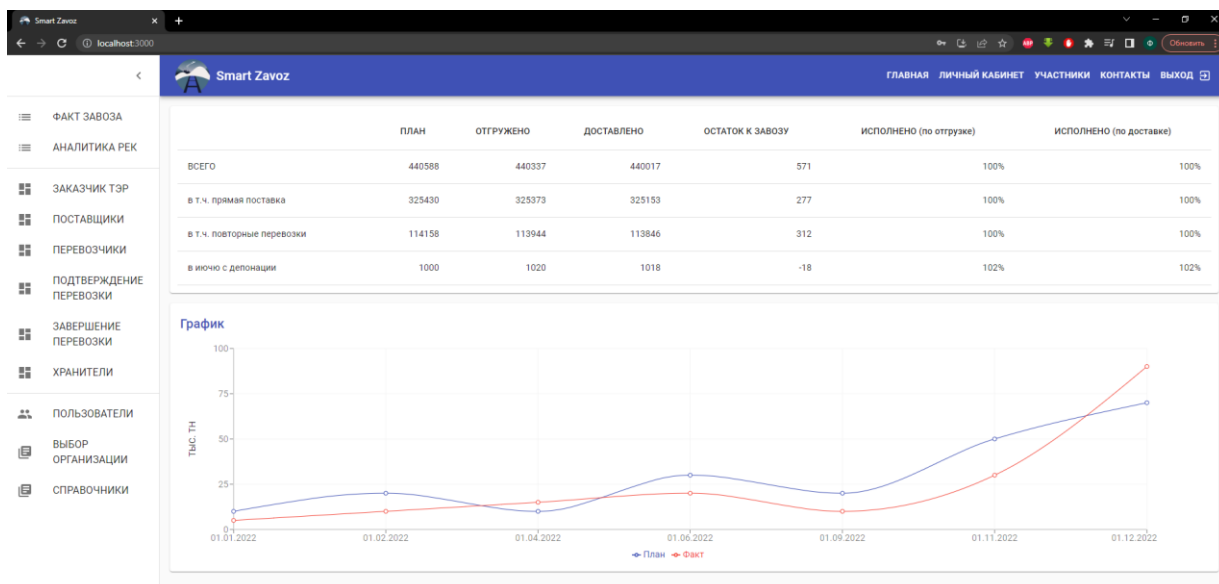 Smart Zavoz
localhost:3000
ABP
Ф
Обновить
Smart Zavoz
ГЛАВНАЯ ЛИЧНЫЙ КАБИНЕТ УЧАСТНИКИ КОНТАКТЫ ВЫХОД
ФАКТ ЗАВОЗА
АНАЛИТИКА РЕК
ЗАКАЗЧИК ТЭР
ПОСТАВЩИКИ
ПЕРЕВОЗЧИКИ
ПОДТВЕРЖДЕНИЕ
ПЕРЕВОЗКИ
ЗАВЕРШЕНИЕ
ПЕРЕВОЗКИ
ХРАНИТЕЛИ
ПОЛЬЗОВАТЕЛИ
ВЫБОР
ОРГАНИЗАЦИИ
СПРАВОЧНИКИ
ПЛАН ОТГРУЖЕНО ДОСТАВЛЕНО ОСТАТОК К ЗАВОЗУ ИСПОЛНЕНО (по отгрузке) ИСПОЛНЕНО (по доставке)
ВСЕГО 440588 440337 440017 571 100% 100%
в т.ч. прямая поставка 325430 325373 325153 277 100% 100%
в т.ч. повторные перевозки 114158 113944 113846 312 100% 100%
в иючю с депонации 1000 1020 1018 -18 102% 102%
График
100
75
50
25
0
ТЫС. ТН
01.01.2022 01.02.2022 01.04.2022 01.06.2022 01.09.2022 01.11.2022 01.12.2022
План Факт